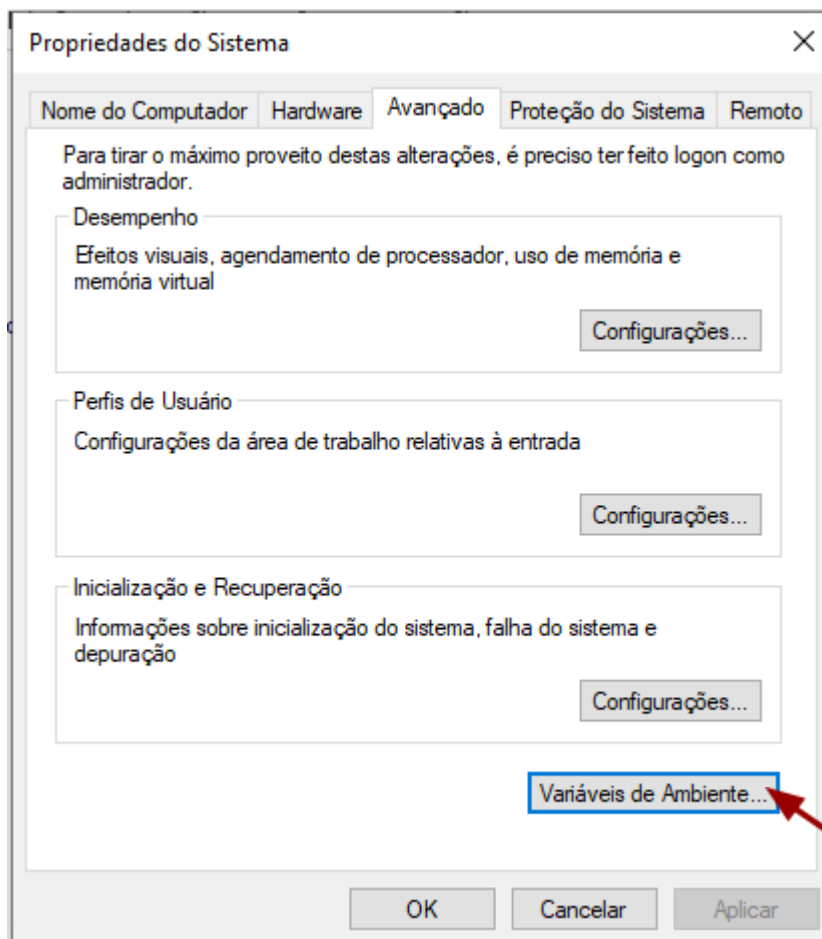 Propriedades do Sistema
Nome do Computador Hardware Avançado Proteção do Sistema Remoto
Para tirar o máximo proveito destas alterações, é preciso ter feito logon como
administrador.
Desempenho
Efeitos visuais, agendamento de processador, uso de memória e
memória virtual
Configurações...
Perfis de Usuário
Configurações da área de trabalho relativas à entrada
Configurações...
Inicialização e Recuperação
Informações sobre inicialização do sistema, falha do sistema e
depuração
Configurações...
Variáveis de Ambiente...
OK Cancelar Aplicar